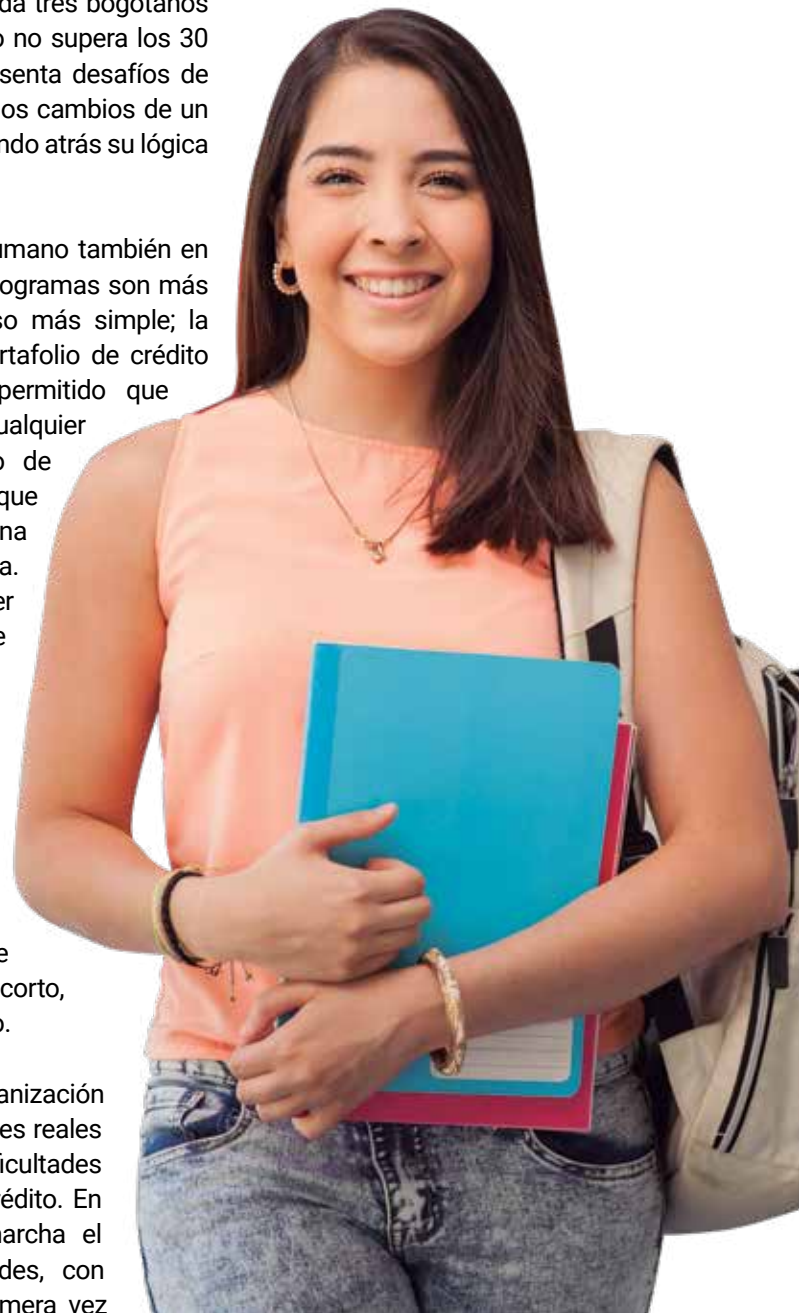 da tres bogotanos
o no supera los 30
senta desafíos de
os cambios de un
ndo atrás su lógica
umano también en
ogramas son más
so más simple; la
rtafolio de crédito
permitido que
ualquier
o de
que
na
a.
er
e
e
corto,
o.
anización
es reales
icultades
rédito. En
archa el
des, con
mera vez